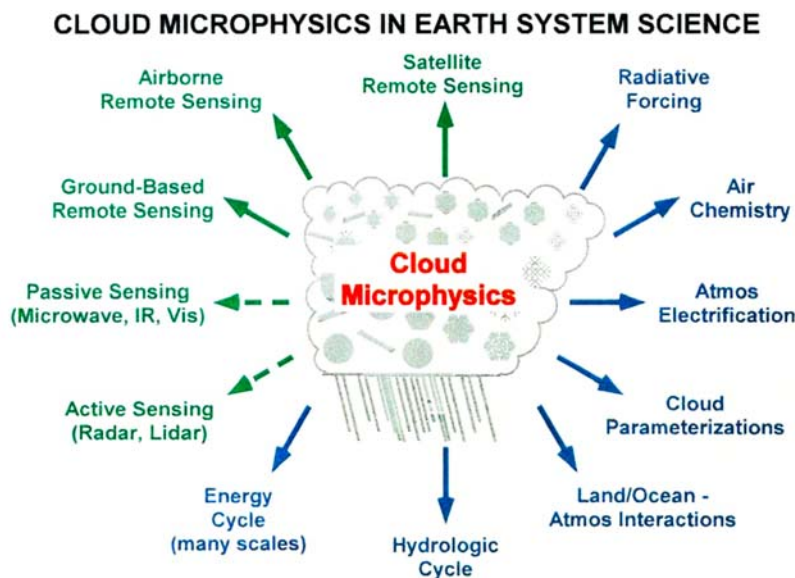 CLOUD MICROPHYSICS IN EARTH SYSTEM SCIENCE
Airborne
Remote Sensing
Satellite
Remote Sensing
Radiative
Forcing
Ground-Based
Remote Sensing
Air
Chemistry
Cloud
Microphysics
Passive Sensing
(Microwave, IR, Vis)
Atmos
Electrification
Active Sensing
(Radar, Lidar)
Cloud
Parameterizations
Energy
Cycle
(many scales)
Hydrologic
Cycle
Land/Ocean -
Atmos Interactions